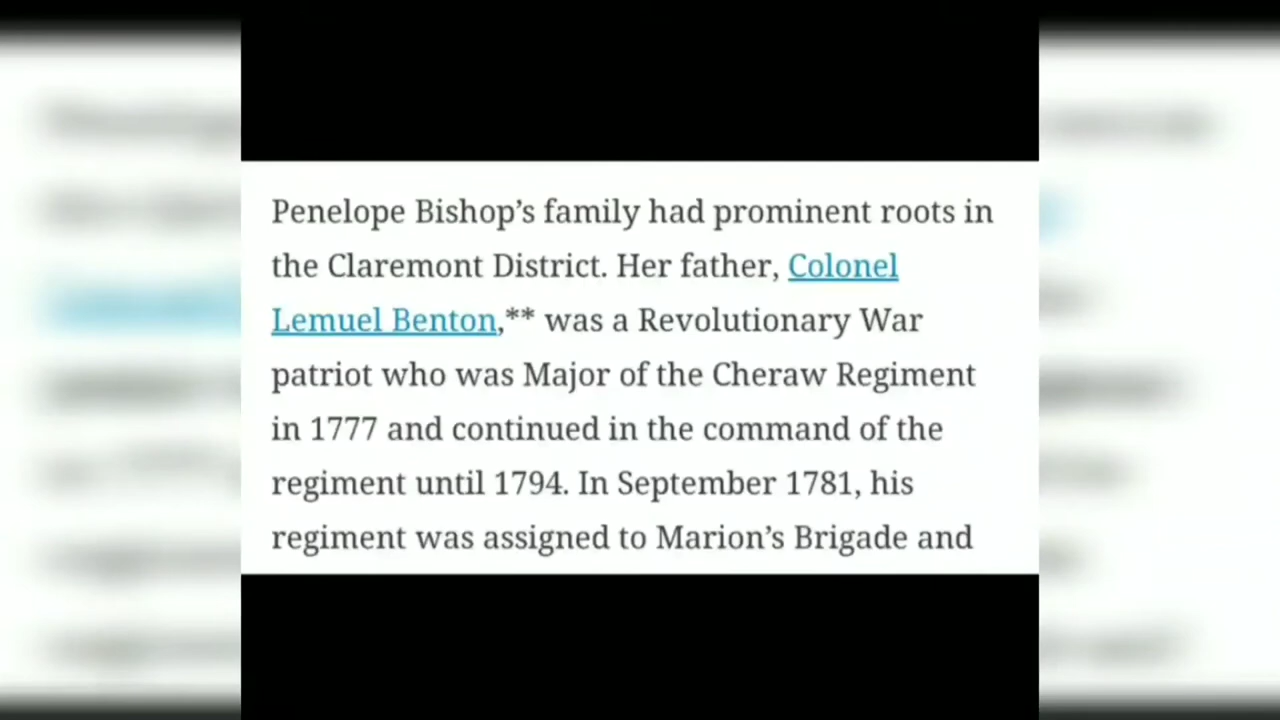 Penelope Bishop’s family had prominent roots in
the Claremont District. Her father, Colonel
Lemuel Benton,** was a Revolutionary War
patriot who was Major of the Cheraw Regiment
in 1777 and continued in the command of the
regiment until 1794. In September 1781, his
regiment was assigned to Marion’s Brigade and